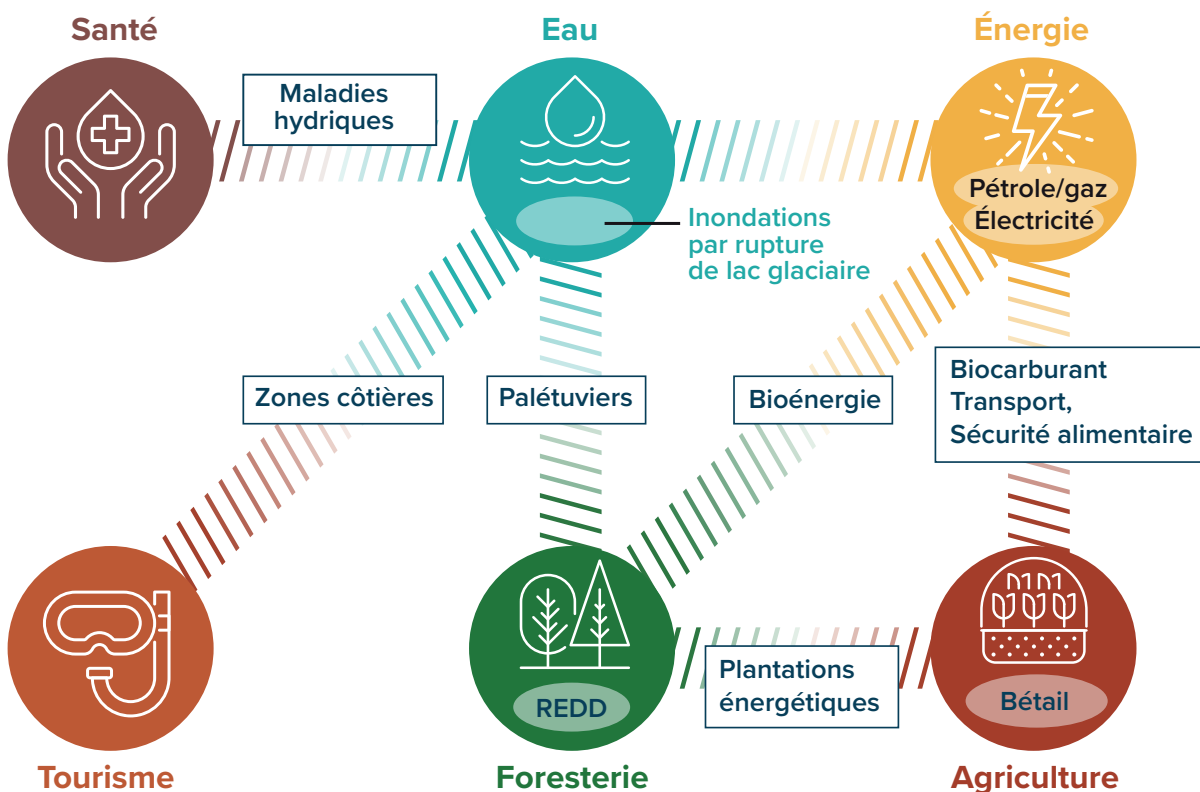 Santé
Eau
Énergie
Maladies
hydriques
Pétrole/gaz
Électricité
Inondations
par rupture
de lac glaciaire
Zones côtières
Palétuviers
Bioénergie
Biocarburant
Transport,
Sécurité alimentaire
Plantations
énergétiques
REDD
Bétail
Tourisme
Foresterie
Agriculture